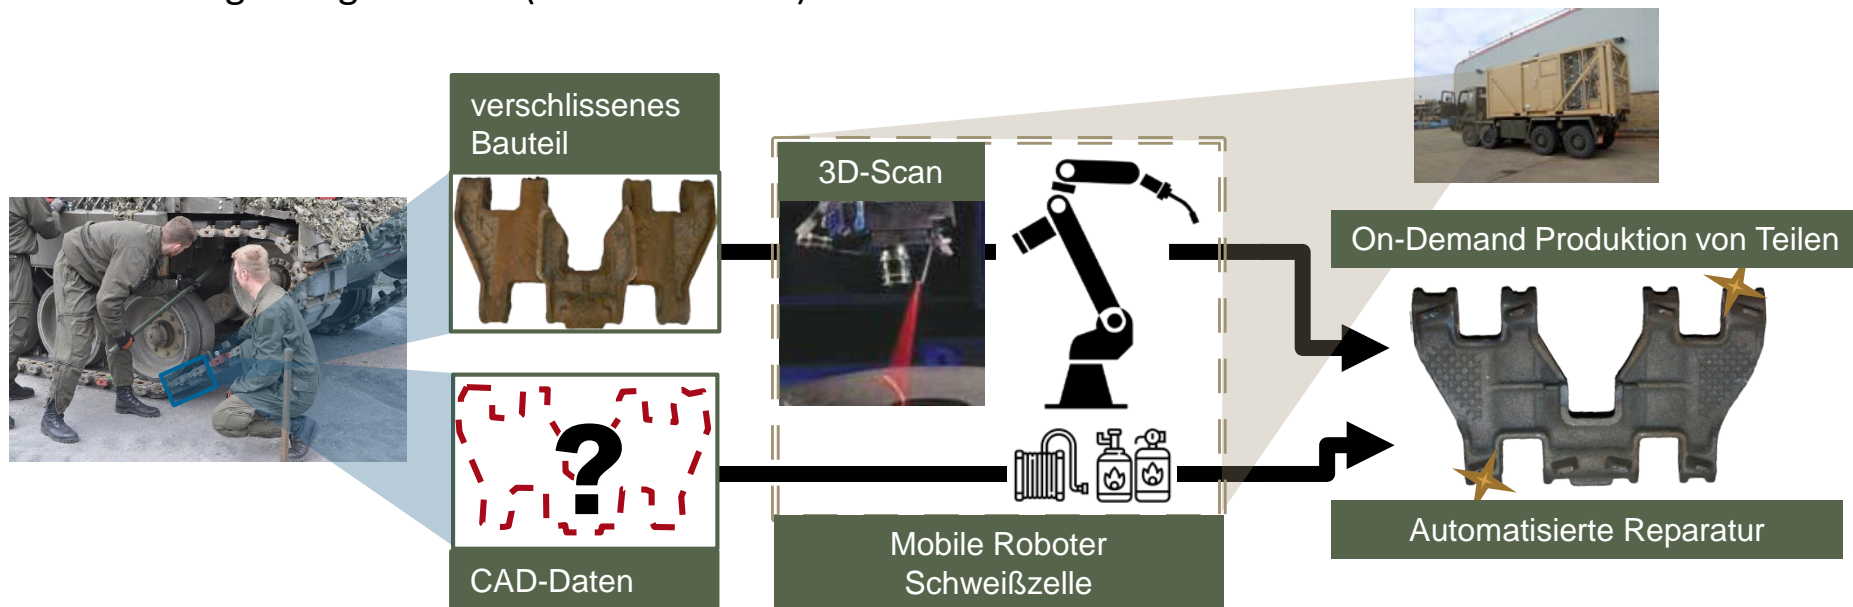 verschlissenes
Bauteil
3D-Scan
On-Demand Produktion von Teilen
?
CAD-Daten
Mobile Roboter
Schweißzelle
Automatisierte Reparatur